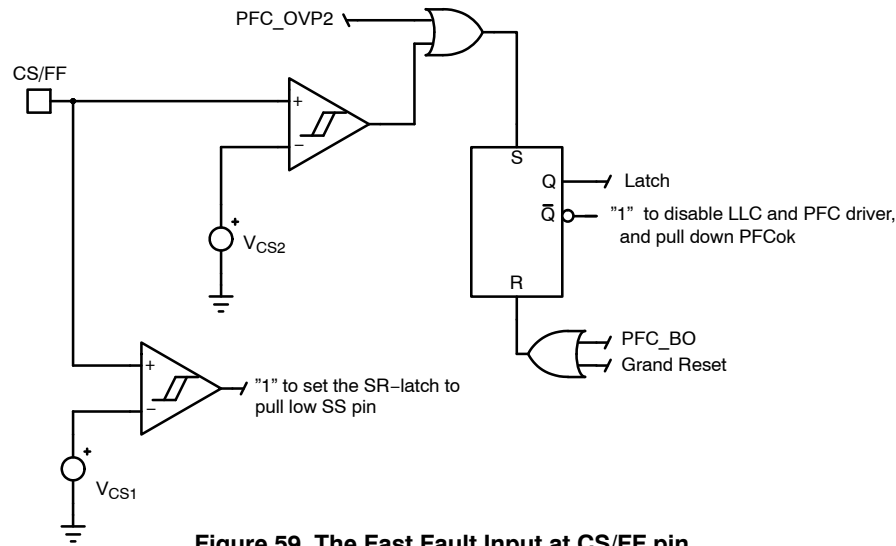 PFC_OVP2
CS/FF
+
−
S
Q
Latch
Q̅
"1" to disable LLC and PFC driver,
and pull down PFCok
+
VCS2
R
PFC_BO
Grand Reset
+
−
"1" to set the SR−latch to
pull low SS pin
+
VCS1
Figure 59. The Fast Fault Input at CS/FF pin